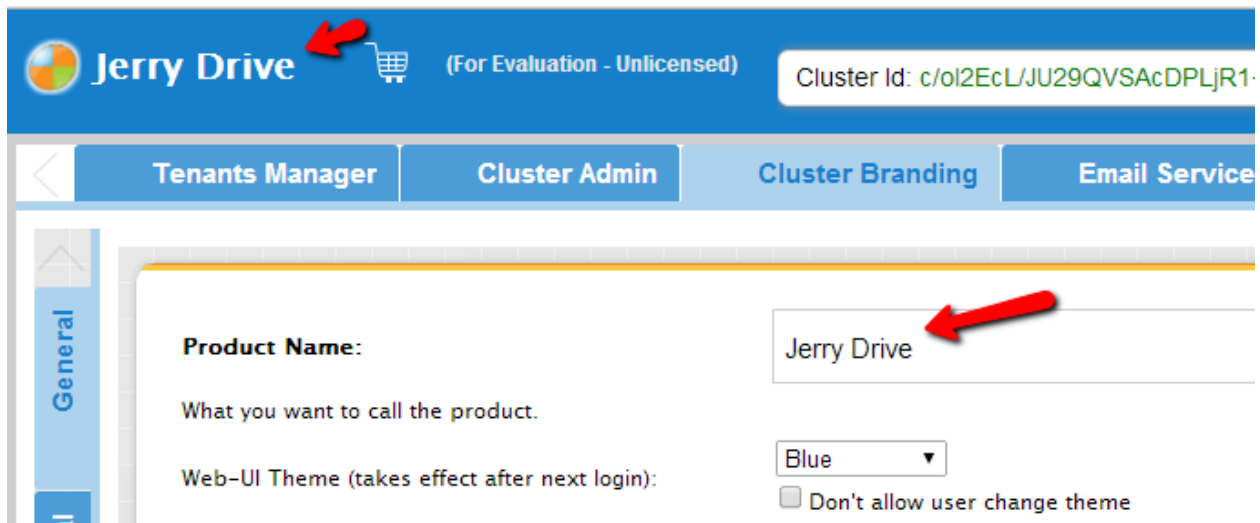 Jerry Drive
(For Evaluation - Unlicensed)
Cluster Id: c/ol2EcL/JU29QVSAcDPLjR1
Tenants Manager
Cluster Admin
Cluster Branding
Email Service
General
Product Name:
Jerry Drive
What you want to call the product.
Web-UI Theme (takes effect after next login):
Blue
Don't allow user change theme